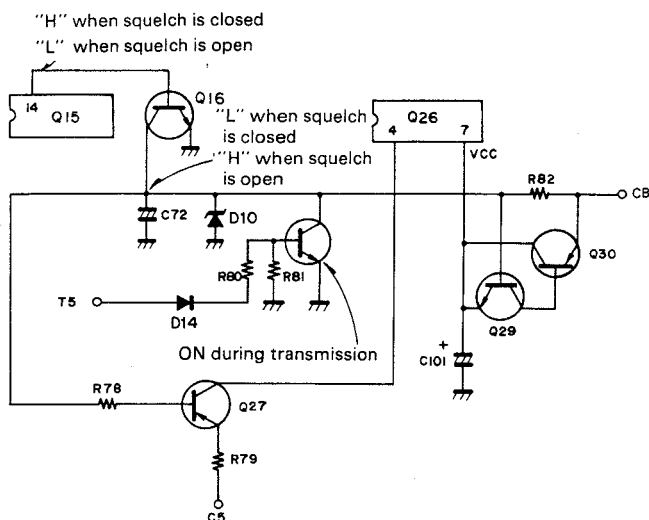 "H" when squelch is closed
"L" when squelch is open
14
Q15
Q16
"L" when squelch
is closed
"H" when squelch
is open
Q26
4
7
VCC
R82
CB
C72
D10
Q30
R80
R81
T5
D14
Q29
ON during transmission
+
C101
R78
Q27
R79
C5